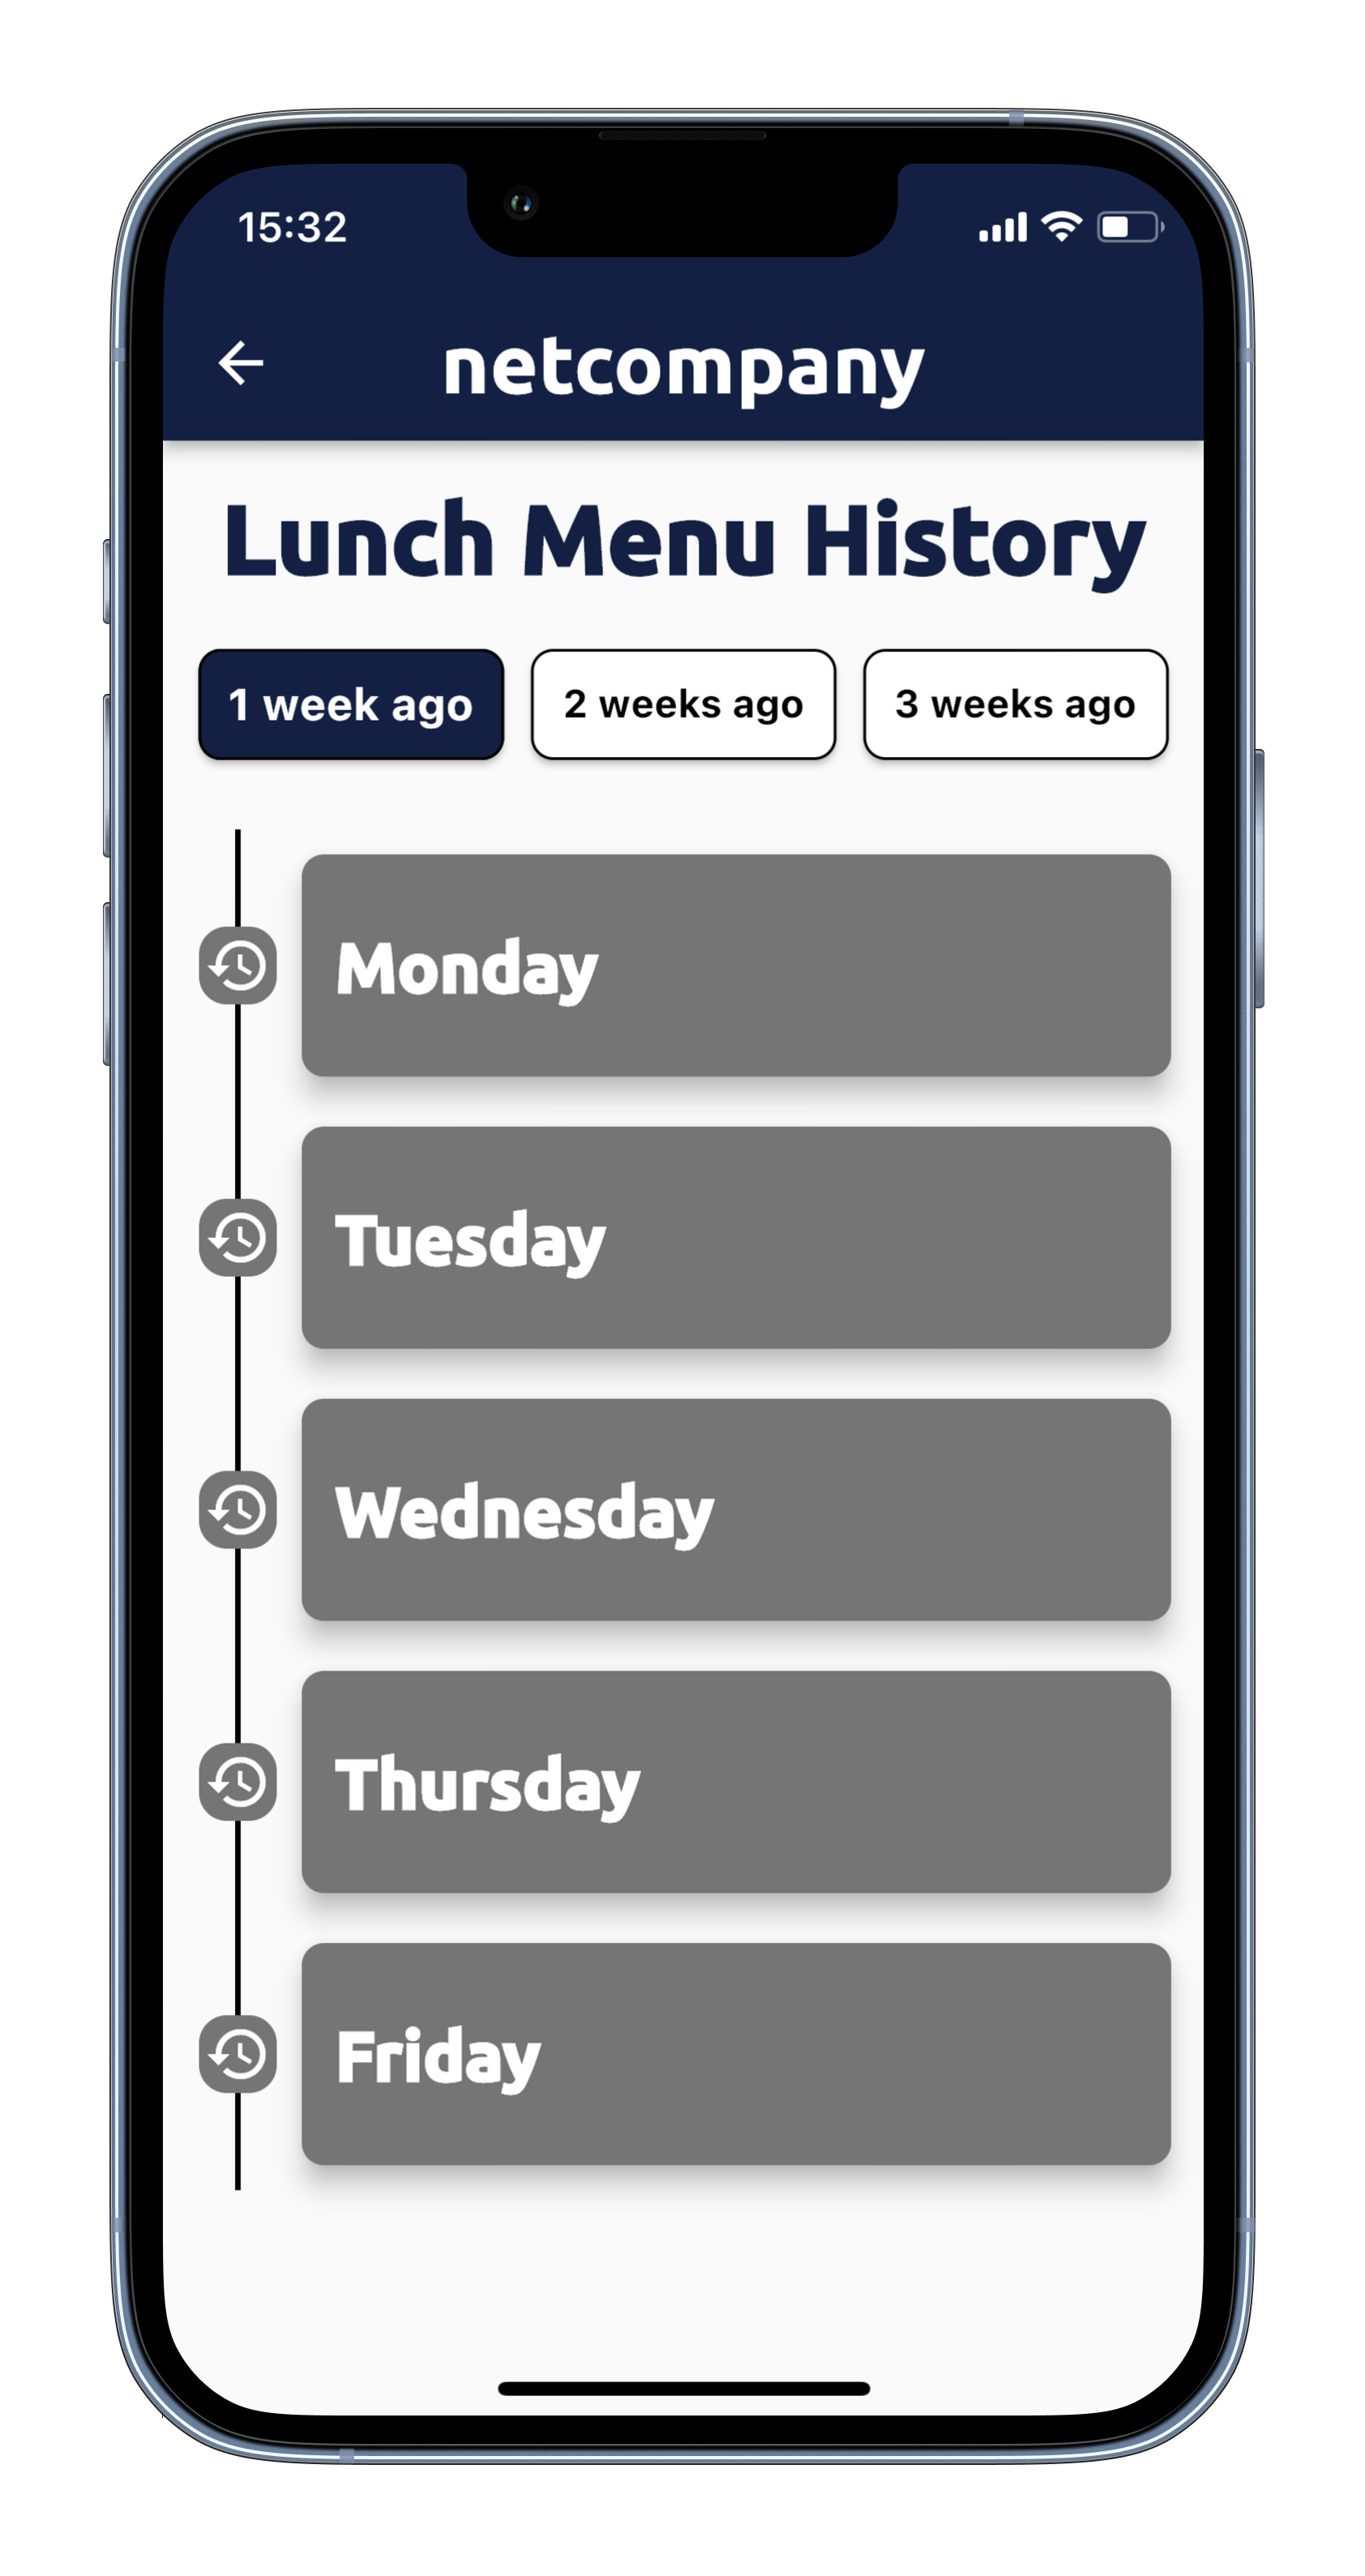 15:32
netcompany
Lunch Menu History
1 week ago 2 weeks ago 3 weeks ago
Monday
Tuesday
Wednesday
Thursday
Friday